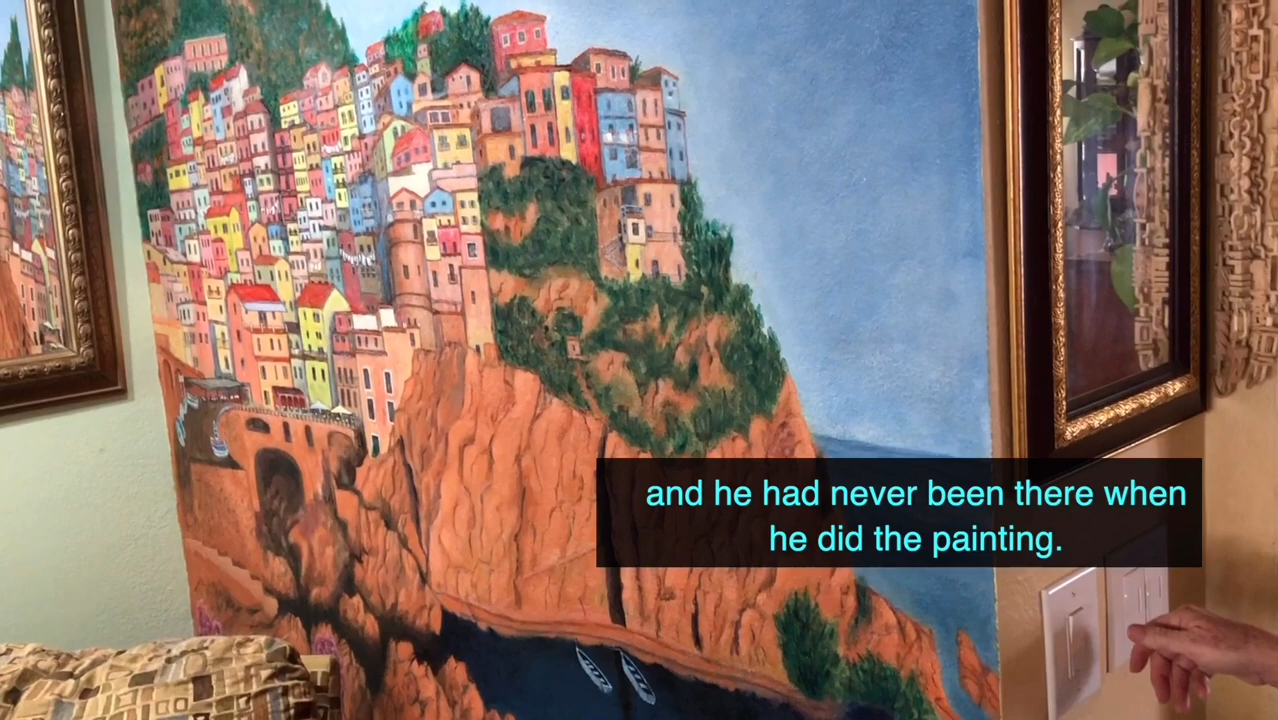 and he had never been there when
he did the painting.